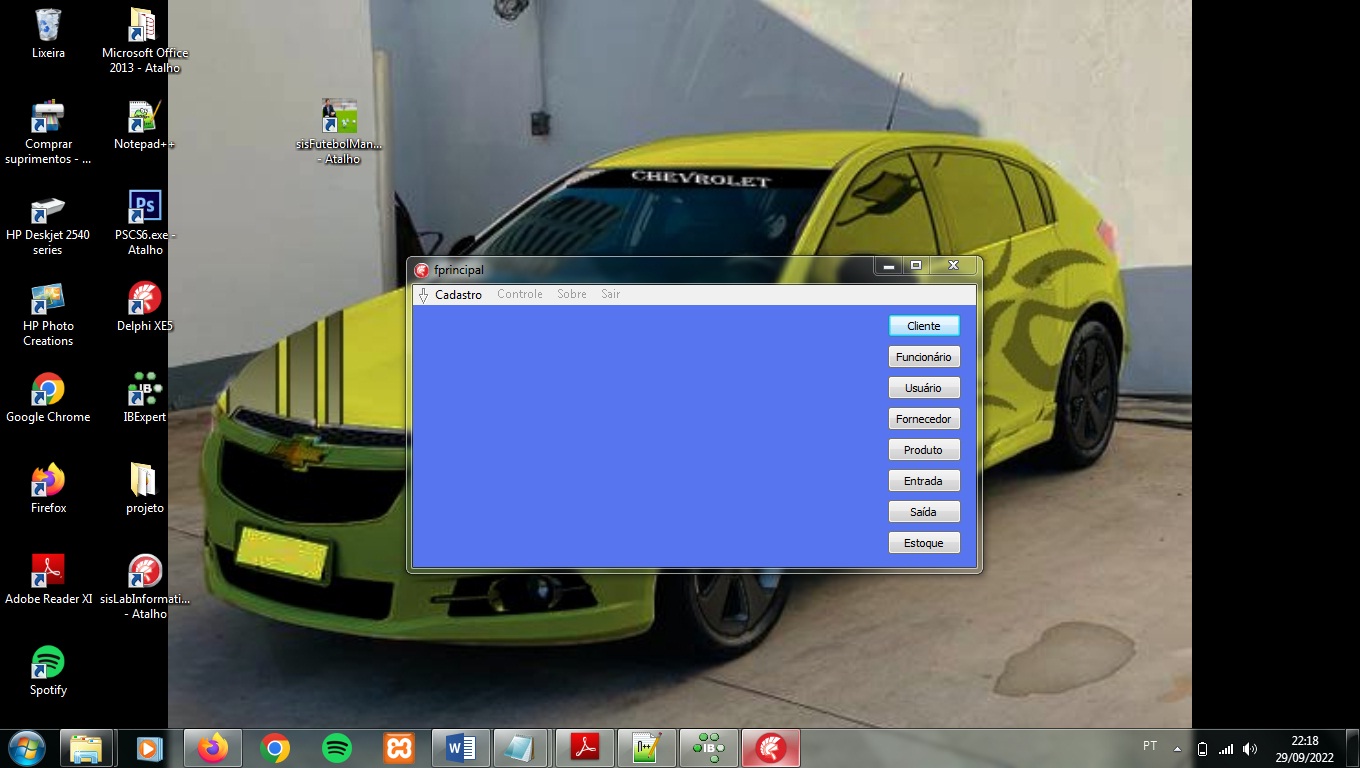 Lixeira
Microsoft Office
2013 - Atalho
Comprar
suprimentos - ...
Notepad++
sisFutebolMan...
- Atalho
HP Deskjet 2540
series
PSCS6.exe -
Atalho
HP Photo
Creations
Delphi XE5
Google Chrome
IBExpert
Firefox
projeto
Adobe Reader XI
sisLabInformati...
- Atalho
Spotify
CHEVROLET
fprincipal
Cadastro Controle Sobre Sair
Cliente
Funcionário
Usuário
Fornecedor
Produto
Entrada
Saída
Estoque
PT
22:18
29/09/2022